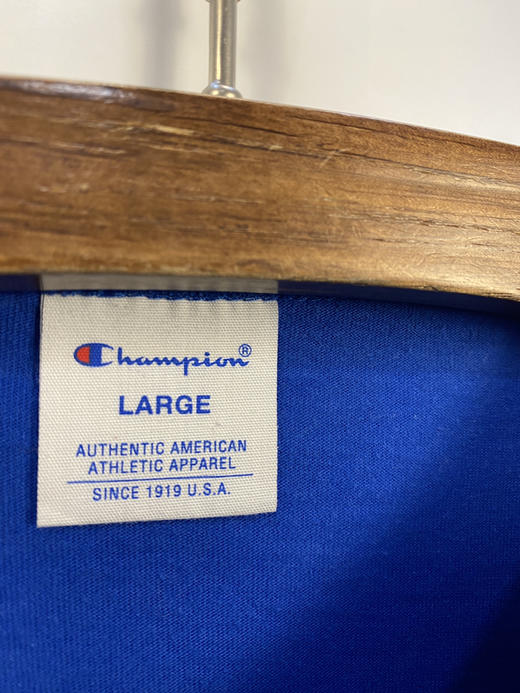 Champion®
LARGE
AUTHENTIC AMERICAN
ATHLETIC APPAREL
SINCE 1919 U.S.A.